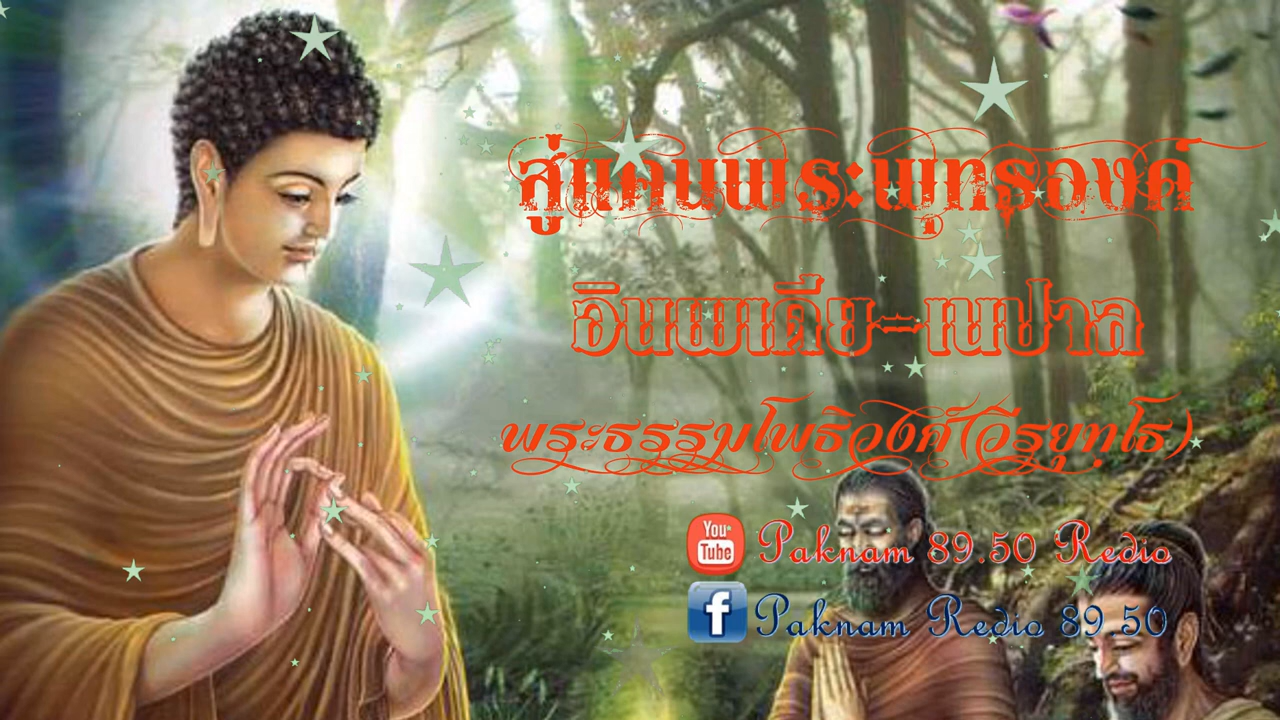 สู่แดนพระพุทธองค์
อินเดีย-เนปาล
พระธรรมโพธิวงศ์(วีรยุทฺโธ)
You Tube Paknam 89.50 Redio
f Paknam Redio 89.50